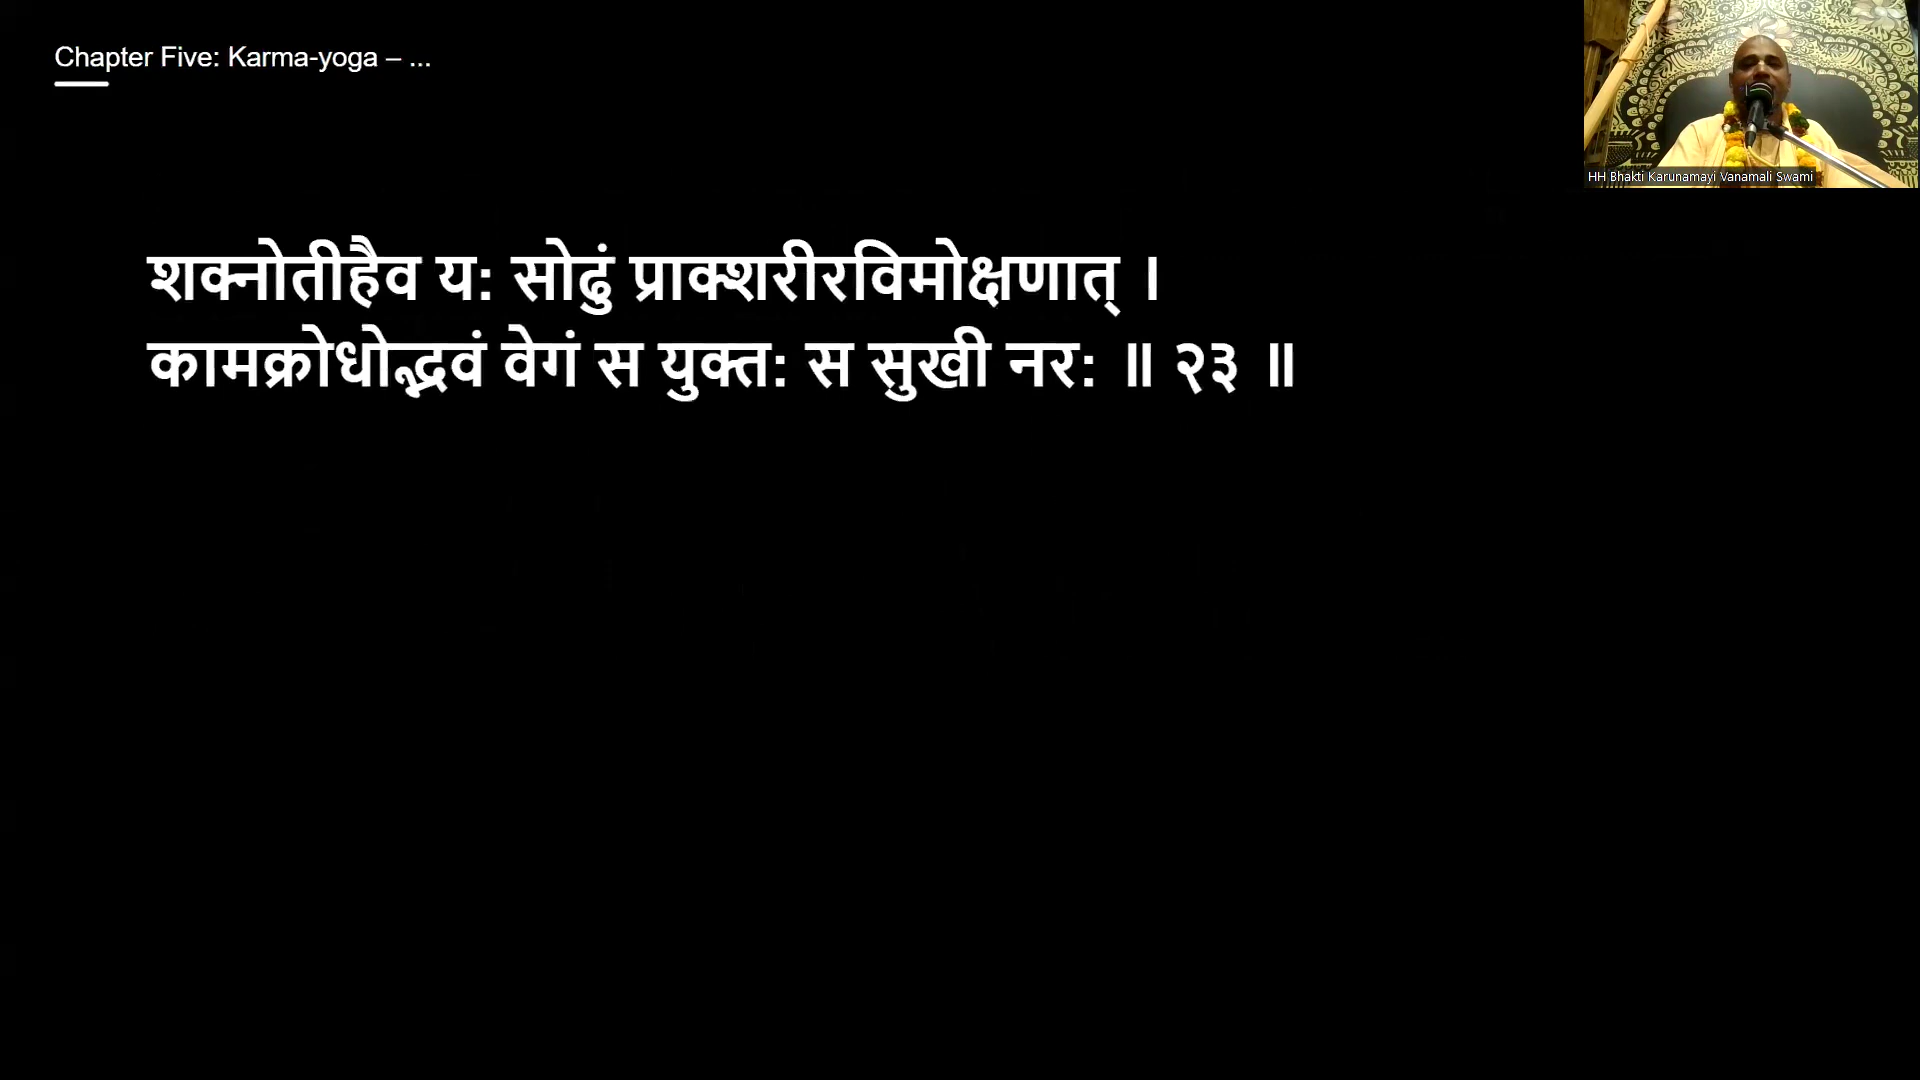 Chapter Five: Karma-yoga – ...
HH Bhakti Karunamayi Vanamali Swami
शक्नोतीहैव य: सोढुं प्राक्शरीरविमोक्षणात् ।
कामक्रोधोद्भवं वेगं स युक्त: स सुखी नर: ॥ २३ ॥